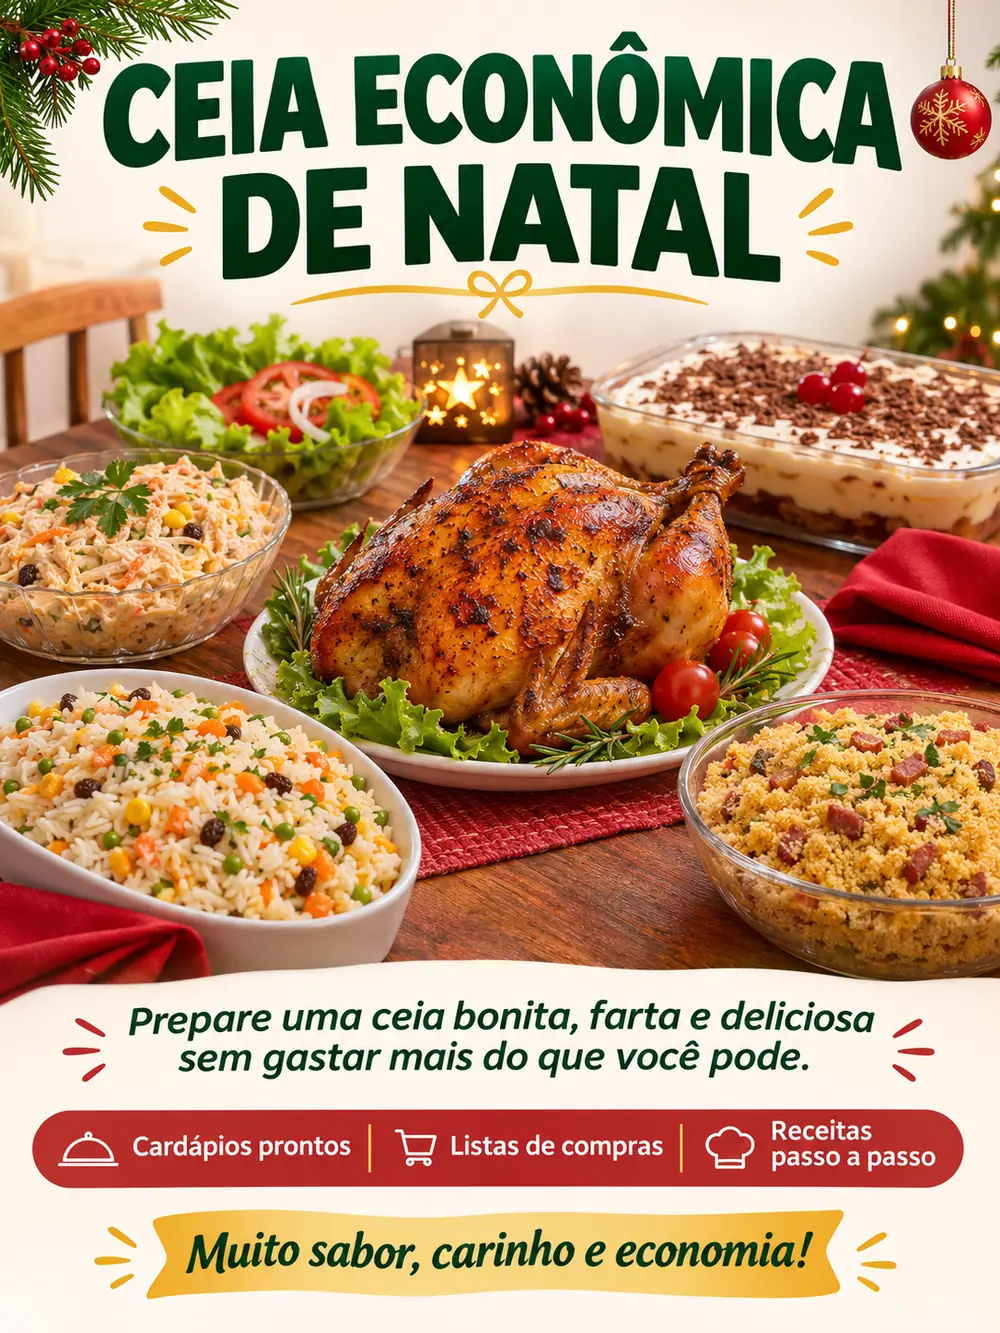 CEIA ECONÔMICA
DE NATAL
Prepare uma ceia bonita, farta e deliciosa
sem gastar mais do que você pode.
Cardápios prontos
Listas de compras
Receitas
passo a passo
Muito sabor, carinho e economia!